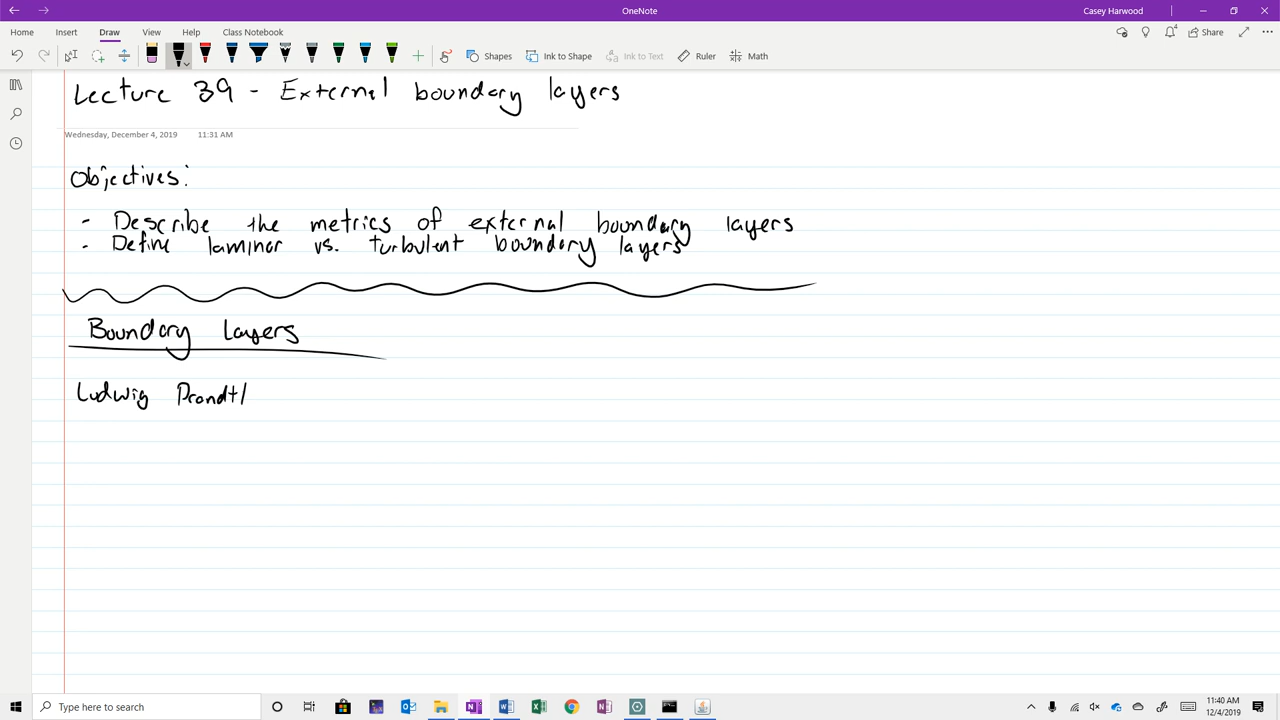 OneNote
Casey Harwood
Home Insert Draw View Help Class Notebook
Share
Shapes Ink to Shape Ink to Text Ruler Math
Lecture 39 - External boundary layers
Wednesday, December 4, 2019 11:31 AM
Objectives:
- Describe the metrics of external boundary layers
- Define laminar vs. turbulent boundary layers
Boundary Layers
Ludwig Prandtl
Type here to search
11:40 AM
12/4/2019